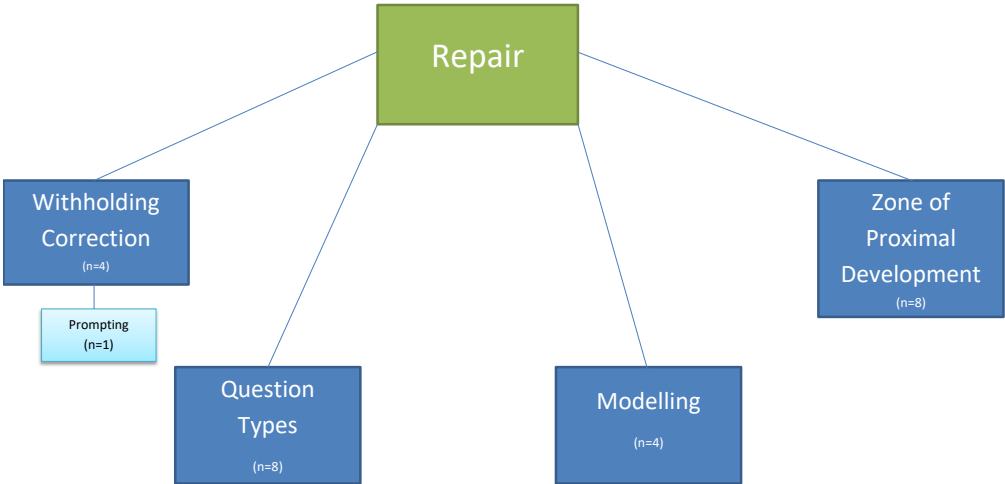 Repair
Withholding
Correction
(n=4)
Prompting
(n=1)
Question
Types
(n=8)
Modelling
(n=4)
Zone of
Proximal
Development
(n=8)